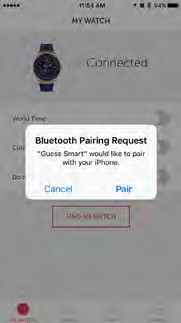 11:54 AM
94%
MY WATCH
Connected
World Time
Bluetooth Pairing Request
"Guess Smart" would like to pair
with your iPhone.
Cancel
Pair
FIND MY WATCH